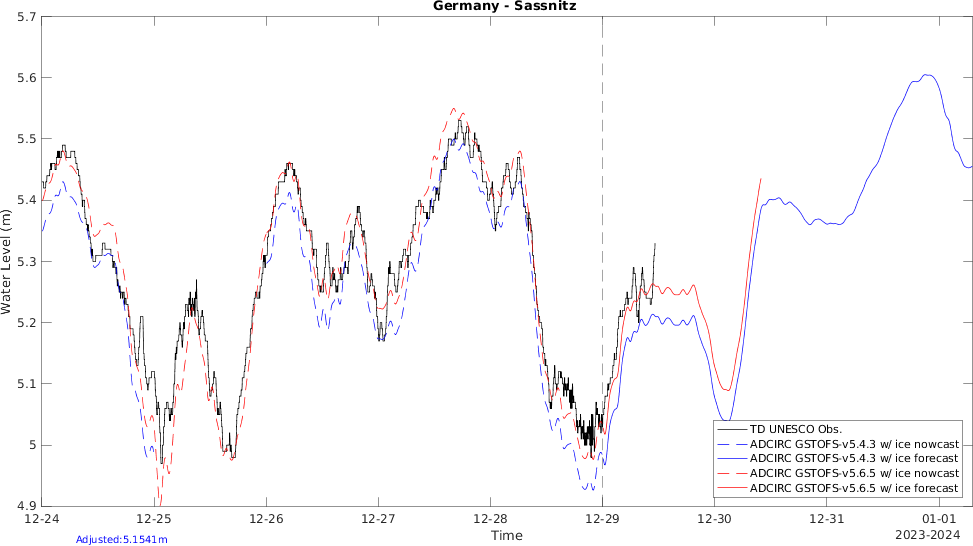 Germany - Sassnitz
5.7
5.6
5.5
5.4
5.3
5.2
5.1
5
4.9
Water Level (m)
12-24
12-25
12-26
12-27
12-28
12-29
12-30
12-31
01-01
Time
2023-2024
Adjusted:5.1541m
TD UNESCO Obs.
ADCIRC GSTOFS-v5.4.3 w/ ice nowcast
ADCIRC GSTOFS-v5.4.3 w/ ice forecast
ADCIRC GSTOFS-v5.6.5 w/ ice nowcast
ADCIRC GSTOFS-v5.6.5 w/ ice forecast